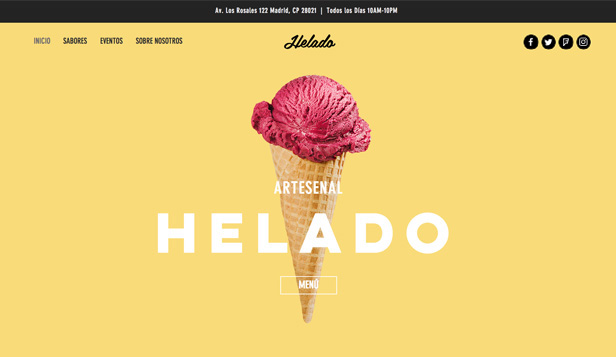 Av. Los Rosales 122 Madrid, CP 28021 | Todos los Días 10AM-10PM
INICIO SABORES EVENTOS SOBRE NOSOTROS
Helado
ARTESENAL
HELADO
MENÚ